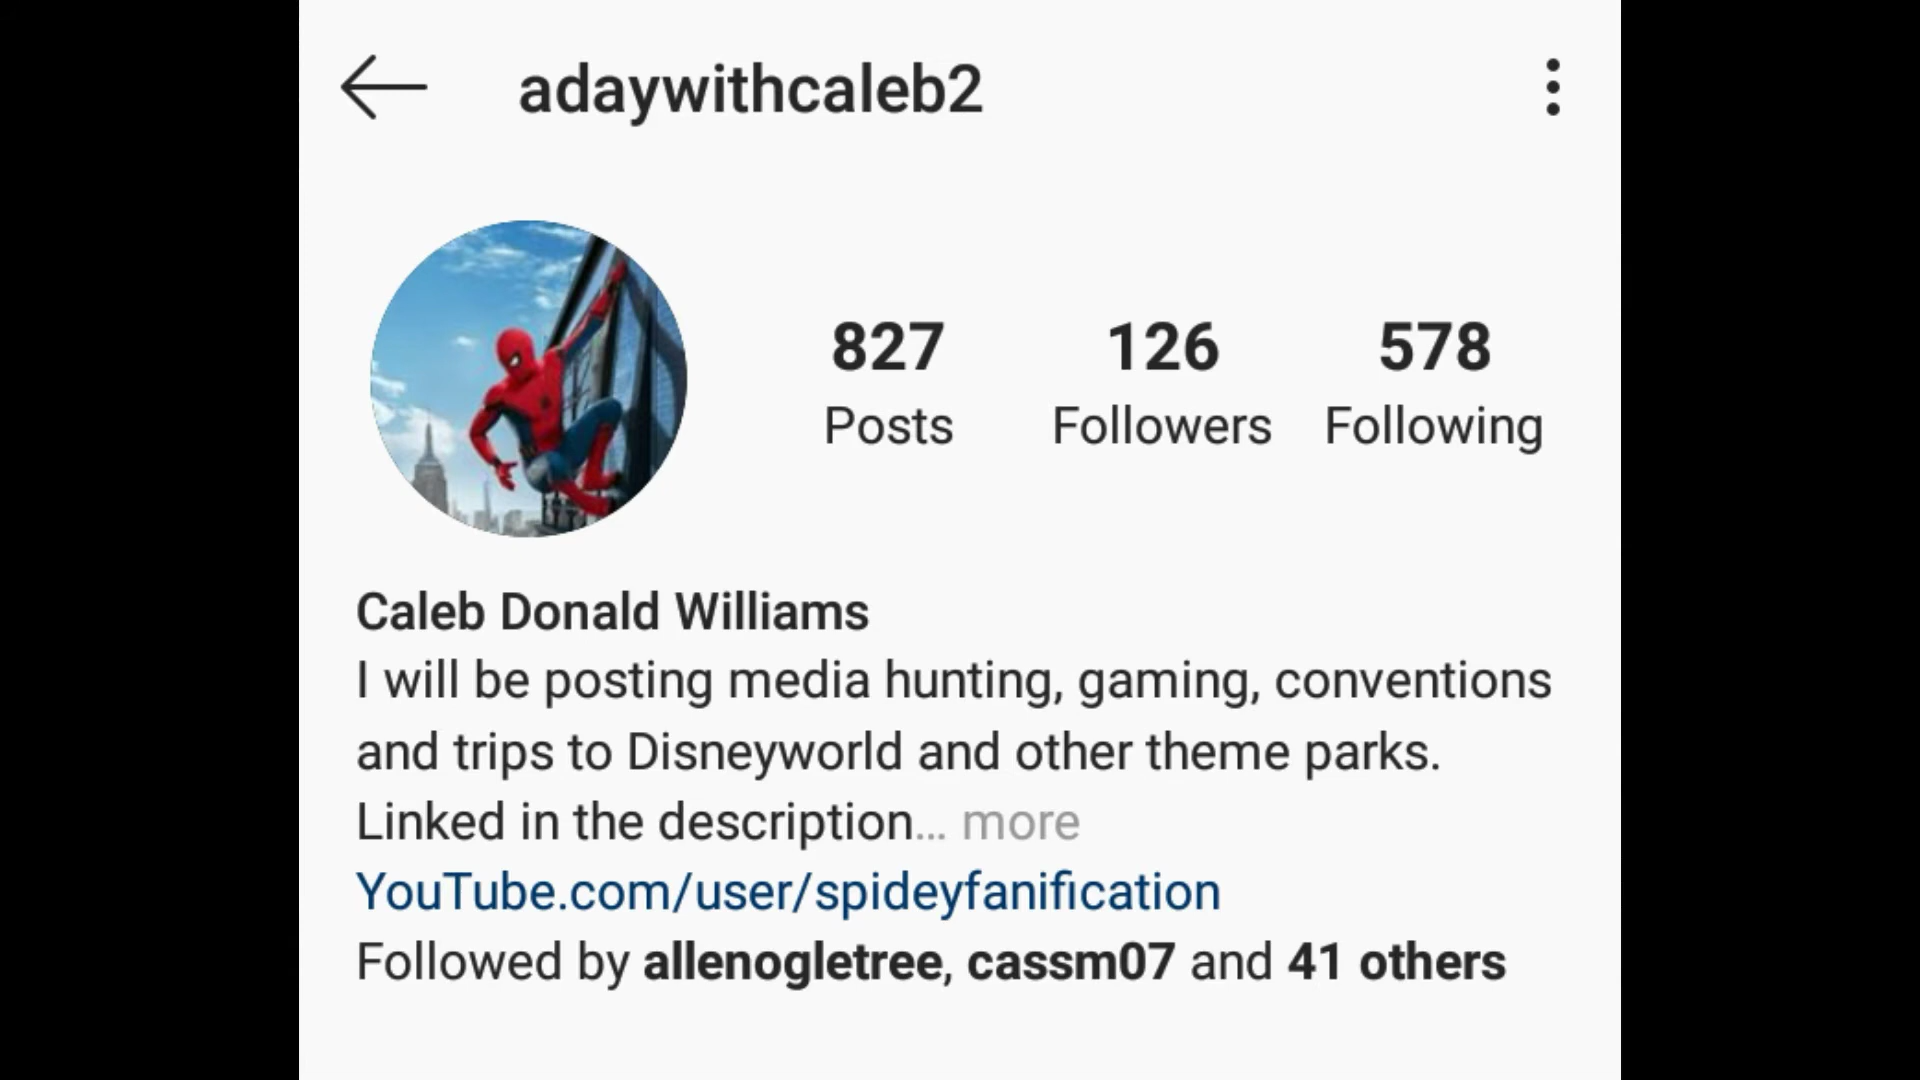 adaywithcaleb2
827 126 578
Posts Followers Following
Caleb Donald Williams
I will be posting media hunting, gaming, conventions
and trips to Disneyworld and other theme parks.
Linked in the description... more
YouTube.com/user/spideyfanification
Followed by allenogletree, cassm07 and 41 others